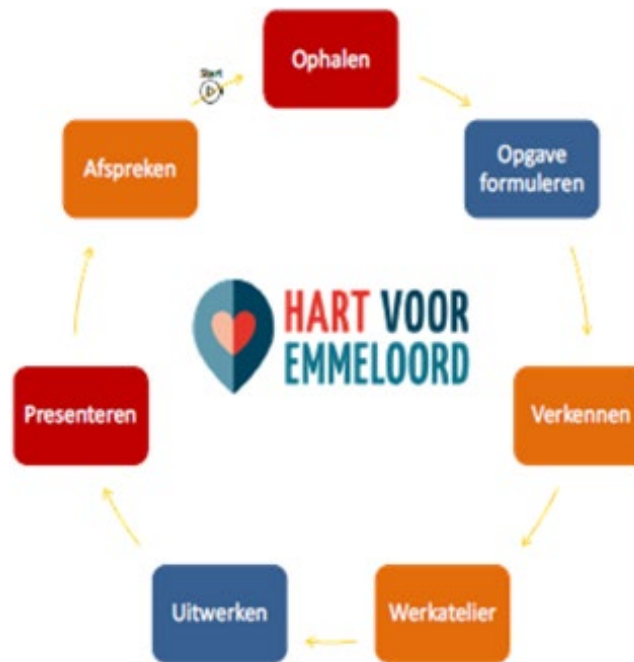 Start
Ophalen
Opgave
formuleren
Verkennen
Werkatelier
Uitwerken
Presenteren
Afspreken
HART VOOR
EMMELOORD